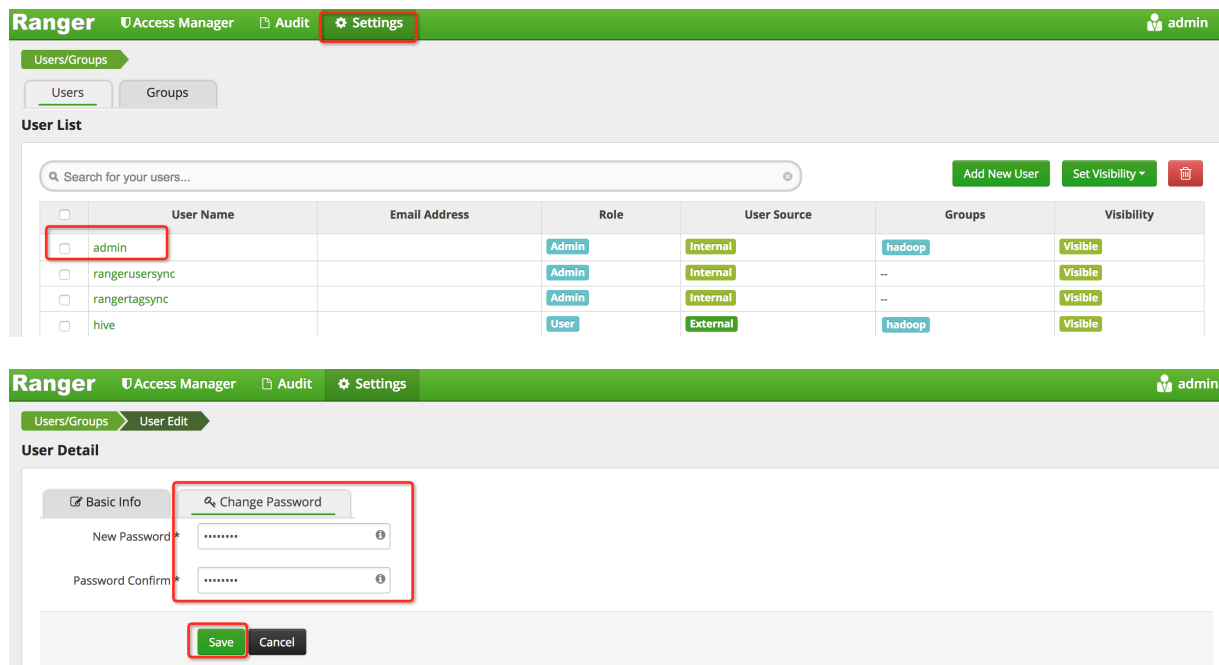 Ranger Access Manager Audit Settings admin
Users/Groups
Users Groups
User List
Search for your users... Add New User Set Visibility
User Name Email Address Role User Source Groups Visibility
admin Admin Internal hadoop Visible
rangerusersync Admin Internal -- Visible
rangertagsync Admin Internal -- Visible
hive User External hadoop Visible
Ranger Access Manager Audit Settings admin
Users/Groups User Edit
User Detail
Basic Info Change Password
New Password * ••••••••
Password Confirm * ••••••••
Save Cancel